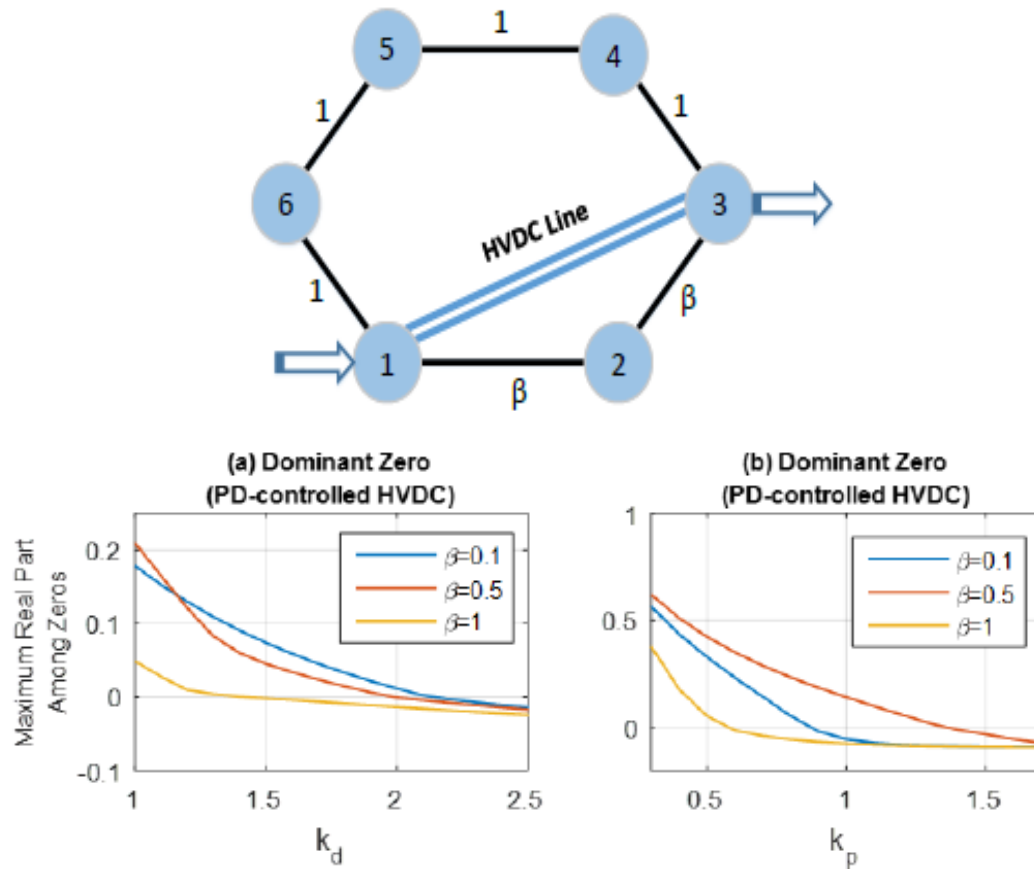 1
5
4
1
1
6
HVDC Line
3
1
β
1
2
β
(a) Dominant Zero
(PD-controlled HVDC)
Maximum Real Part
Among Zeros
0.2
0.1
0
-0.1
β=0.1
β=0.5
β=1
1
1.5
2
2.5
k_d
(b) Dominant Zero
(PD-controlled HVDC)
1
0.5
0
β=0.1
β=0.5
β=1
0.5
1
1.5
k_p